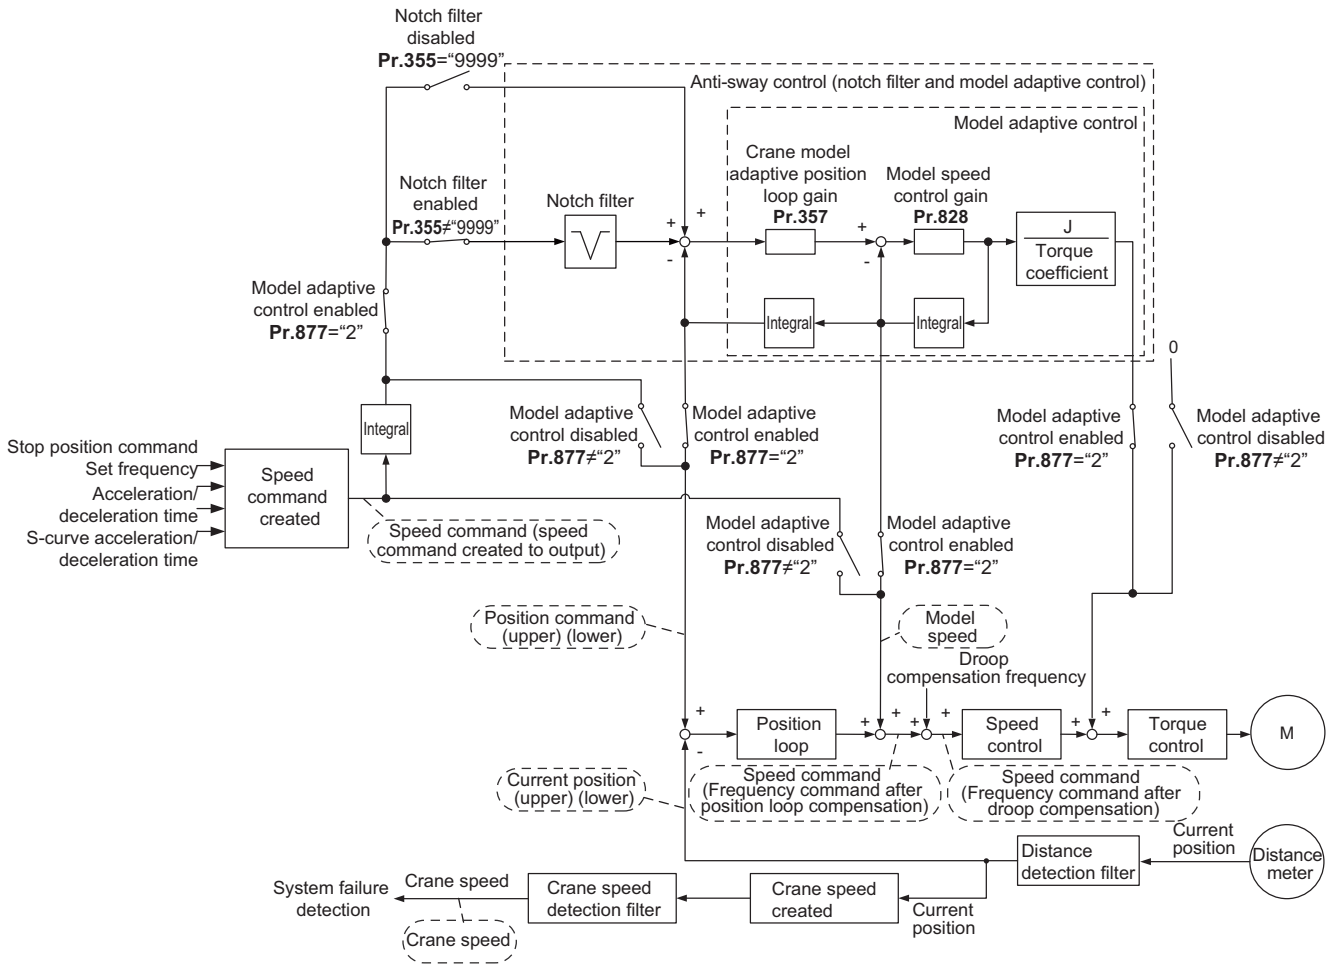 Notch filter
disabled
Pr.355=“9999”
Anti-sway control (notch filter and model adaptive control)
Model adaptive control
Crane model
adaptive position
loop gain
Pr.357
Model speed
control gain
Pr.828
Notch filter
enabled
Pr.355≠“9999”
Notch filter
+
+
-
+
-
J
Torque
coefficient
Model adaptive
control enabled
Pr.877=“2”
Integral
Integral
0
Integral
Model adaptive
control disabled
Pr.877≠“2”
Model adaptive
control enabled
Pr.877=“2”
Model adaptive
control enabled
Pr.877=“2”
Model adaptive
control disabled
Pr.877≠“2”
Stop position command
Set frequency
Acceleration/
deceleration time
S-curve acceleration/
deceleration time
Speed
command
created
Speed command (speed
command created to output)
Model adaptive
control disabled
Pr.877≠“2”
Model adaptive
control enabled
Pr.877=“2”
Position command
(upper) (lower)
Model
speed
Droop
compensation frequency
+
-
Position
loop
+
+
+
+
Speed
control
+
+
Torque
control
M
Current position
(upper) (lower)
Speed command
(Frequency command after
position loop compensation)
Speed command
(Frequency command after
droop compensation)
Distance
detection filter
Current
position
Distance
meter
System failure
detection
Crane speed
Crane speed
detection filter
Crane speed
created
Current
position
Crane speed